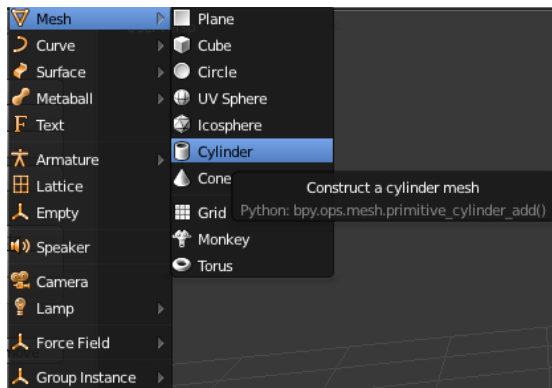 Mesh
Curve
Surface
Metaball
Text
Armature
Lattice
Empty
Speaker
Camera
Lamp
Force Field
Group Instance
Plane
Cube
Circle
UV Sphere
Icosphere
Cylinder
Cone
Grid
Monkey
Torus
Construct a cylinder mesh
Python: bpy.ops.mesh.primitive_cylinder_add()